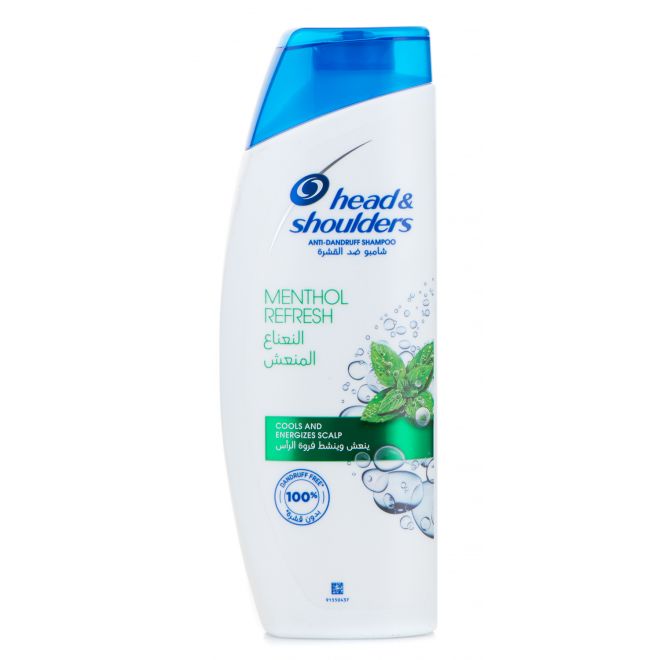 head &
shoulders
ANTI-DANDRUFF SHAMPOO
شامبو ضد القشرة
MENTHOL
REFRESH
النعناع
المنعش
COOLS AND
ENERGIZES SCALP
ينعش وينشط فروة الرأس
DANDRUFF FREE*
100%
بدون قشرة*
91350437